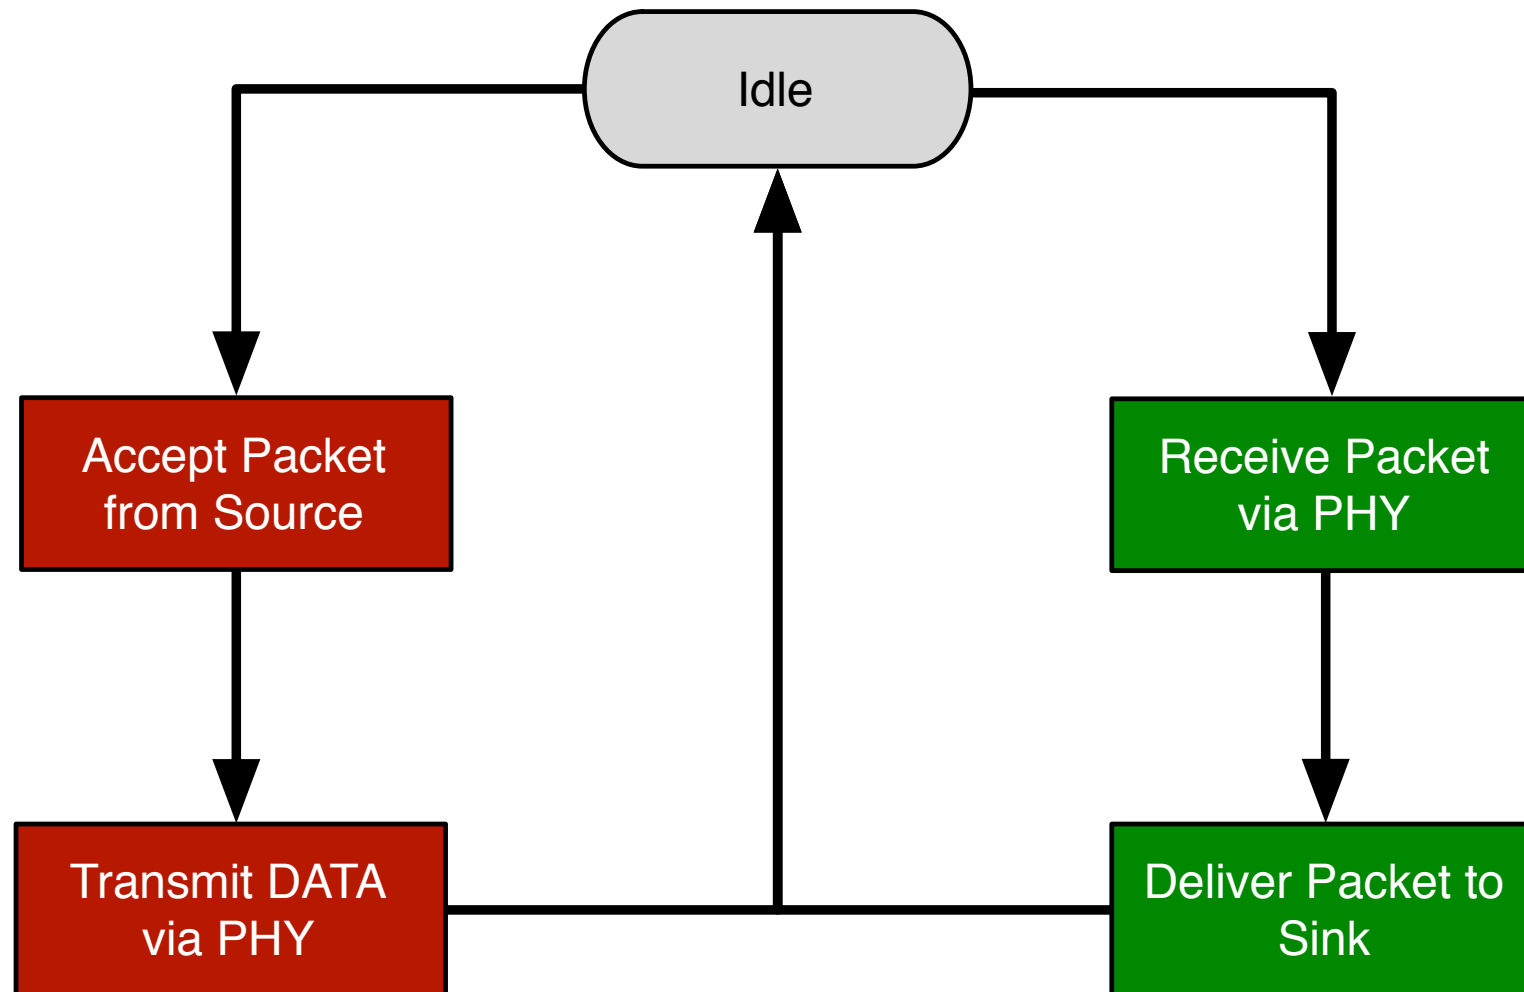 Idle
Accept Packet
from Source
Receive Packet
via PHY
Transmit DATA
via PHY
Deliver Packet to
Sink